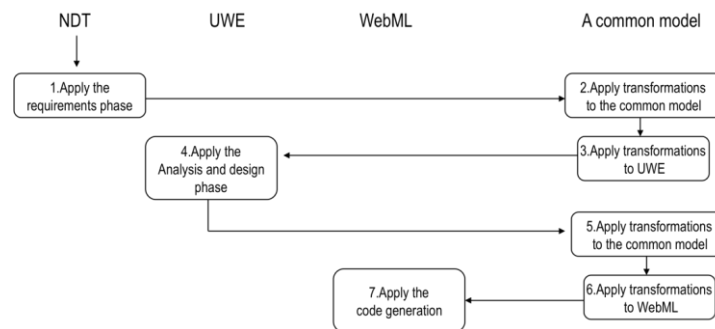 NDT
UWE
WebML
A common model
1.Apply the
requirements phase
2.Apply transformations
to the common model
3.Apply transformations
to UWE
4.Apply the
Analysis and design
phase
5.Apply transformations
to the common model
6.Apply transformations
to WebML
7.Apply the
code generation